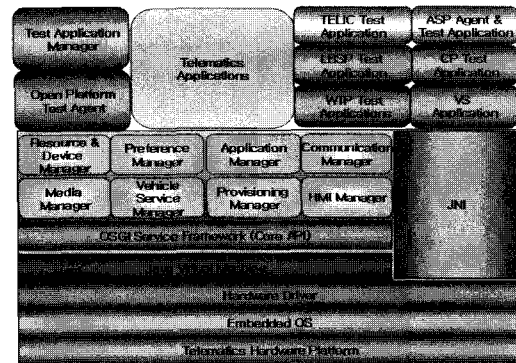 Test Application
Manager
Open Platform
Test Agent
Telematics
Applications
TELIC Test
Application
ASP Agent &
Test Application
EBSP Test
Application
CP Test
Application
WIP Test
Applications
VS
Application
Resource &
Device
Manager
Preference
Manager
Application
Manager
Communication
Manager
Media
Manager
Vehicle
Service
Manager
Provisioning
Manager
HMI Manager
JNI
OSGi Service Framework (Core API)
Hardware Driver
Embedded OS
Telematics Hardware Platform